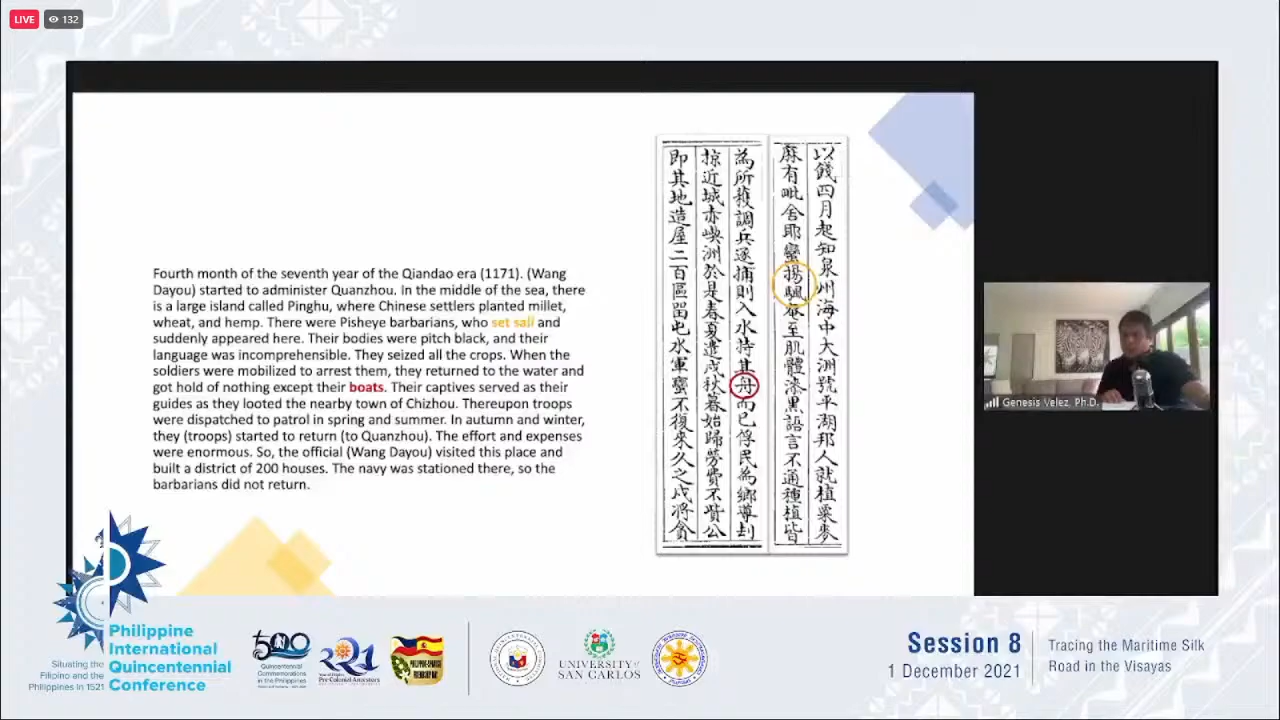 LIVE
132
Fourth month of the seventh year of the Qiandao era (1171). (Wang
Dayou) started to administer Quanzhou. In the middle of the sea, there
is a large island called Pinghu, where Chinese settlers planted millet,
wheat, and hemp. There were Pisheye barbarians, who set sail and
suddenly appeared here. Their bodies were pitch black, and their
language was incomprehensible. They seized all the crops. When the
soldiers were mobilized to arrest them, they returned to the water and
got hold of nothing except their boats. Their captives served as their
guides as they looted the nearby town of Chizhou. Thereupon troops
were dispatched to patrol in spring and summer. In autumn and winter,
they (troops) started to return (to Quanzhou). The effort and expenses
were enormous. So, the official (Wang Dayou) visited this place and
built a district of 200 houses. The navy was stationed there, so the
barbarians did not return.
以錢四月起知泉州海中大洲號平湖邦人就植粟麥
麻有毗舍耶蠻揚颿奄至肌體漆黑語言不通種植皆
為所穫調兵逐捕則入水持其舟而已俘民為鄉導刦
掠近城赤嶼洲於是春夏遣戍秋暮始歸勞費不貲公
即其地造屋二百區畱屯水軍蠻不復來久之戍將貪
Genesis Velez, Ph.D.
Situating the
Filipino and the
Philippines in 1521
Philippine
International
Quincentennial
Conference
500
Quincentennial
Commemorations
in the Philippines
Pre-Colonial Ancestors
UNIVERSITY of
SAN CARLOS
Session 8
1 December 2021
Tracing the Maritime Silk
Road in the Visayas